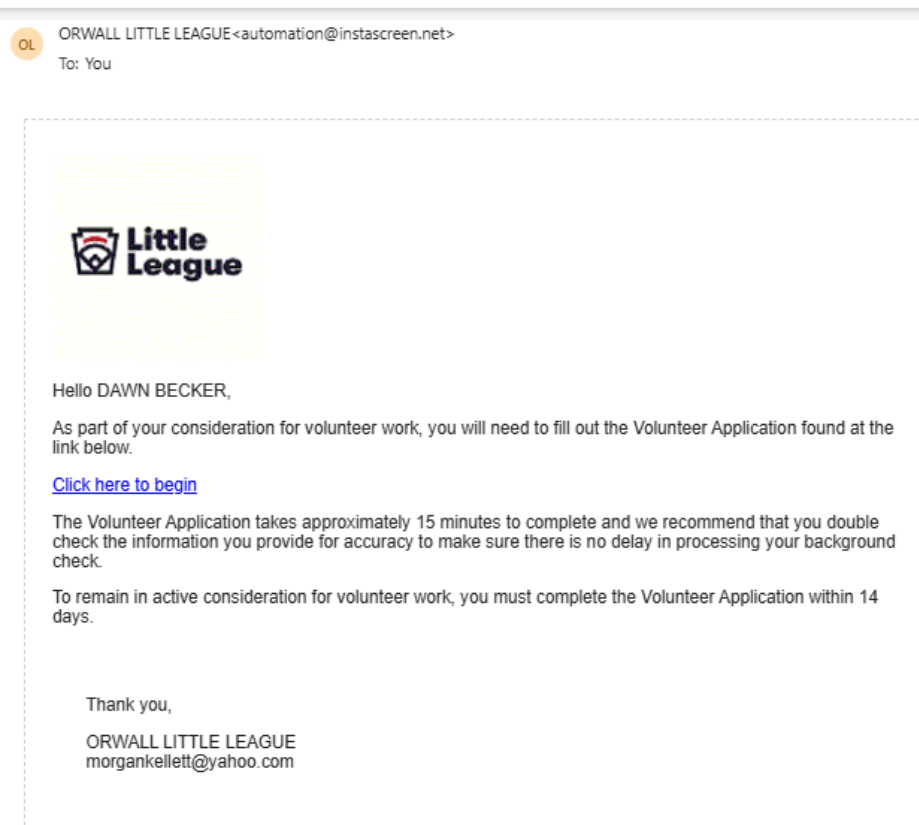 OL
ORWALL LITTLE LEAGUE<automation@instascreen.net>
To: You
Little
League
Hello DAWN BECKER,
As part of your consideration for volunteer work, you will need to fill out the Volunteer Application found at the
link below.
Click here to begin
The Volunteer Application takes approximately 15 minutes to complete and we recommend that you double
check the information you provide for accuracy to make sure there is no delay in processing your background
check.
To remain in active consideration for volunteer work, you must complete the Volunteer Application within 14
days.
Thank you,
ORWALL LITTLE LEAGUE
morgankellett@yahoo.com